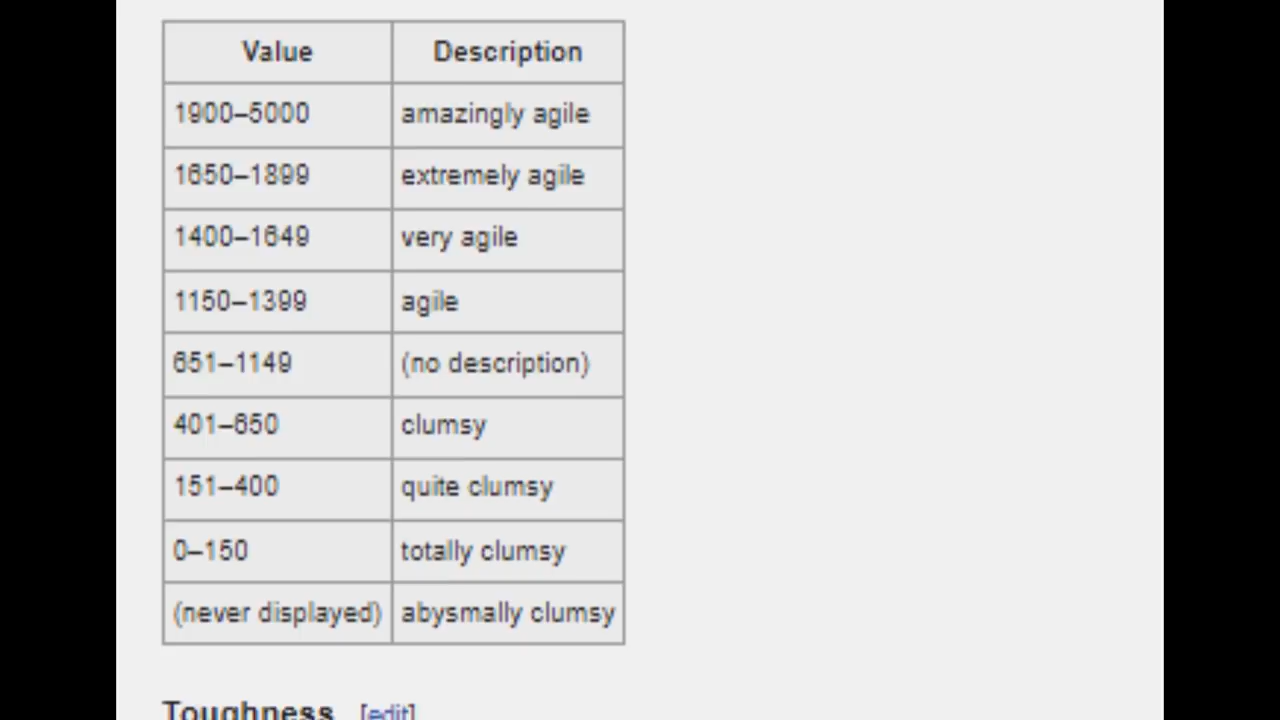 Value Description
1900–5000 amazingly agile
1650–1899 extremely agile
1400–1649 very agile
1150–1399 agile
651–1149 (no description)
401–650 clumsy
151–400 quite clumsy
0–150 totally clumsy
(never displayed) abysmally clumsy
Toughness [edit]